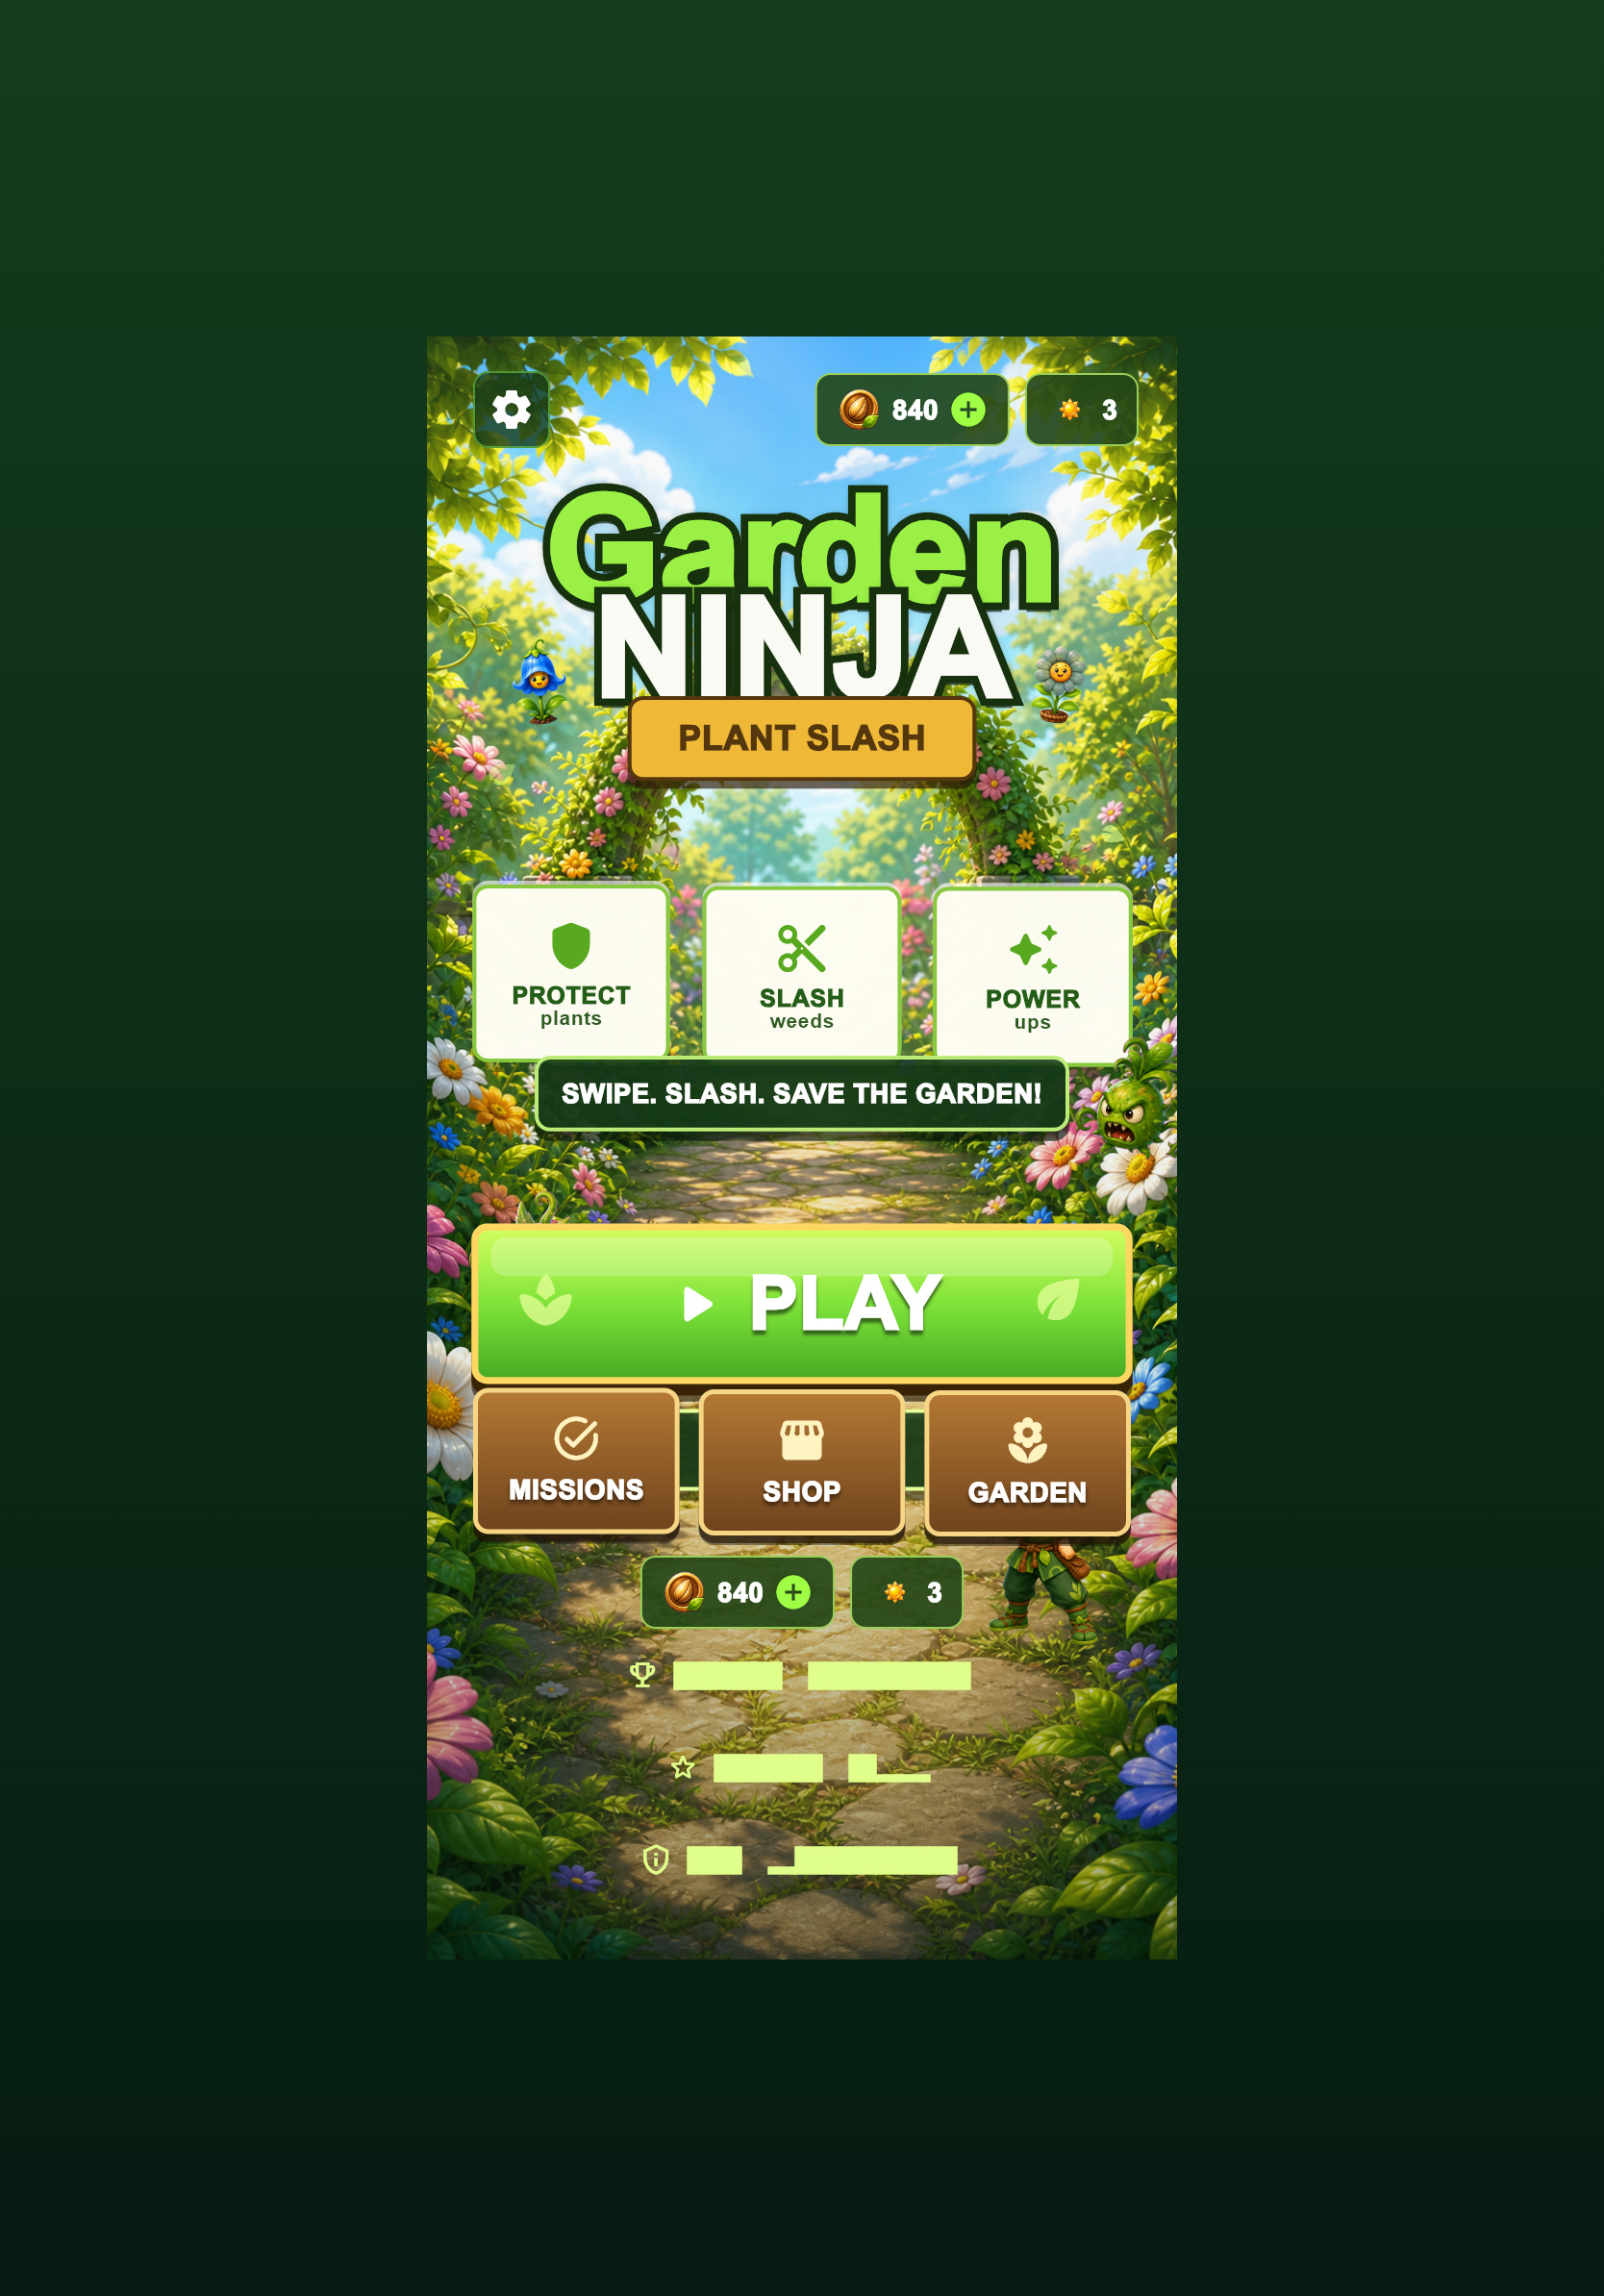 840 3
Garden
NINJA
PLANT SLASH
PROTECT
plants
SLASH
weeds
POWER
ups
SWIPE. SLASH. SAVE THE GARDEN!
PLAY
MISSIONS
SHOP
GARDEN
840 3